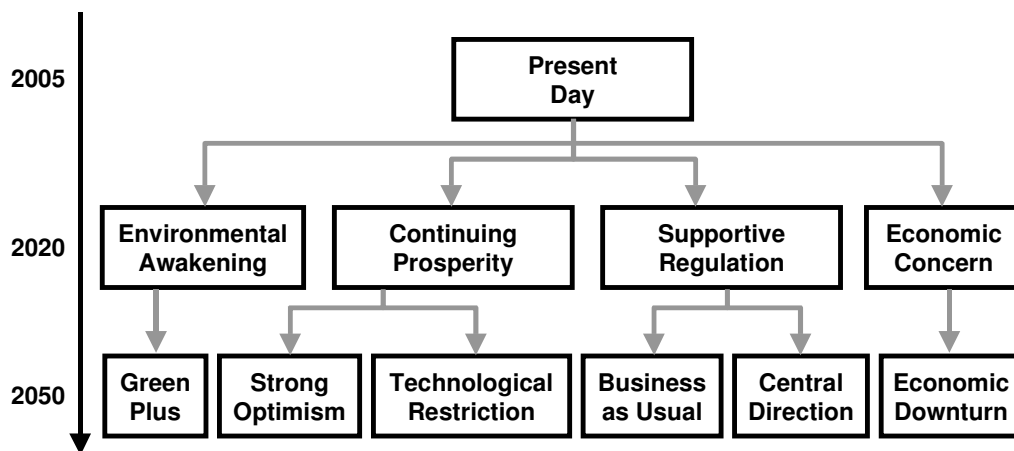 2005
Present
Day
2020
Environmental
Awakening
Continuing
Prosperity
Supportive
Regulation
Economic
Concern
2050
Green
Plus
Strong
Optimism
Technological
Restriction
Business
as Usual
Central
Direction
Economic
Downturn